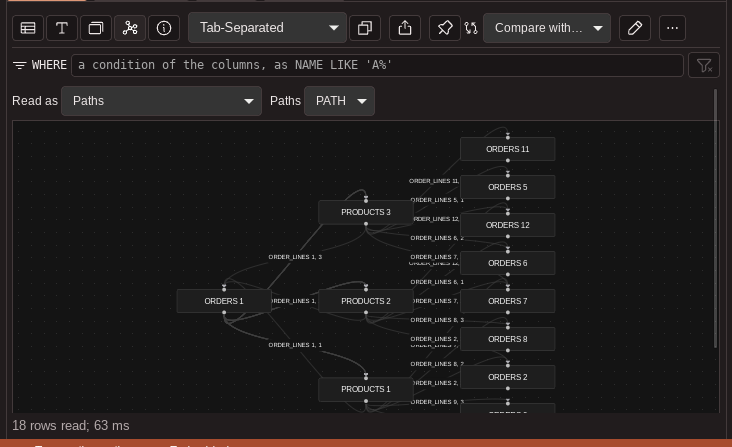 Tab-Separated
Compare with...
WHERE a condition of the columns, as NAME LIKE 'A%'
Read as Paths Paths PATH
ORDERS 11
ORDER_LINES 11,
ORDERS 5
ORDER_LINES 5, 1
PRODUCTS 3
ORDER_LINES 12,
ORDERS 12
ORDER_LINES 6, 2
ORDER_LINES 1, 3
ORDER_LINES 7,
ORDERS 6
ORDER_LINES 6, 1
ORDERS 1
ORDER_LINES 1,
PRODUCTS 2
ORDER_LINES 7,
ORDERS 7
ORDER_LINES 8, 3
ORDER_LINES 2,
ORDERS 8
ORDER_LINES 1, 1
ORDER_LINES 8,
ORDERS 2
ORDER_LINES 2,
PRODUCTS 1
ORDER_LINES 9, 3
18 rows read; 63 ms